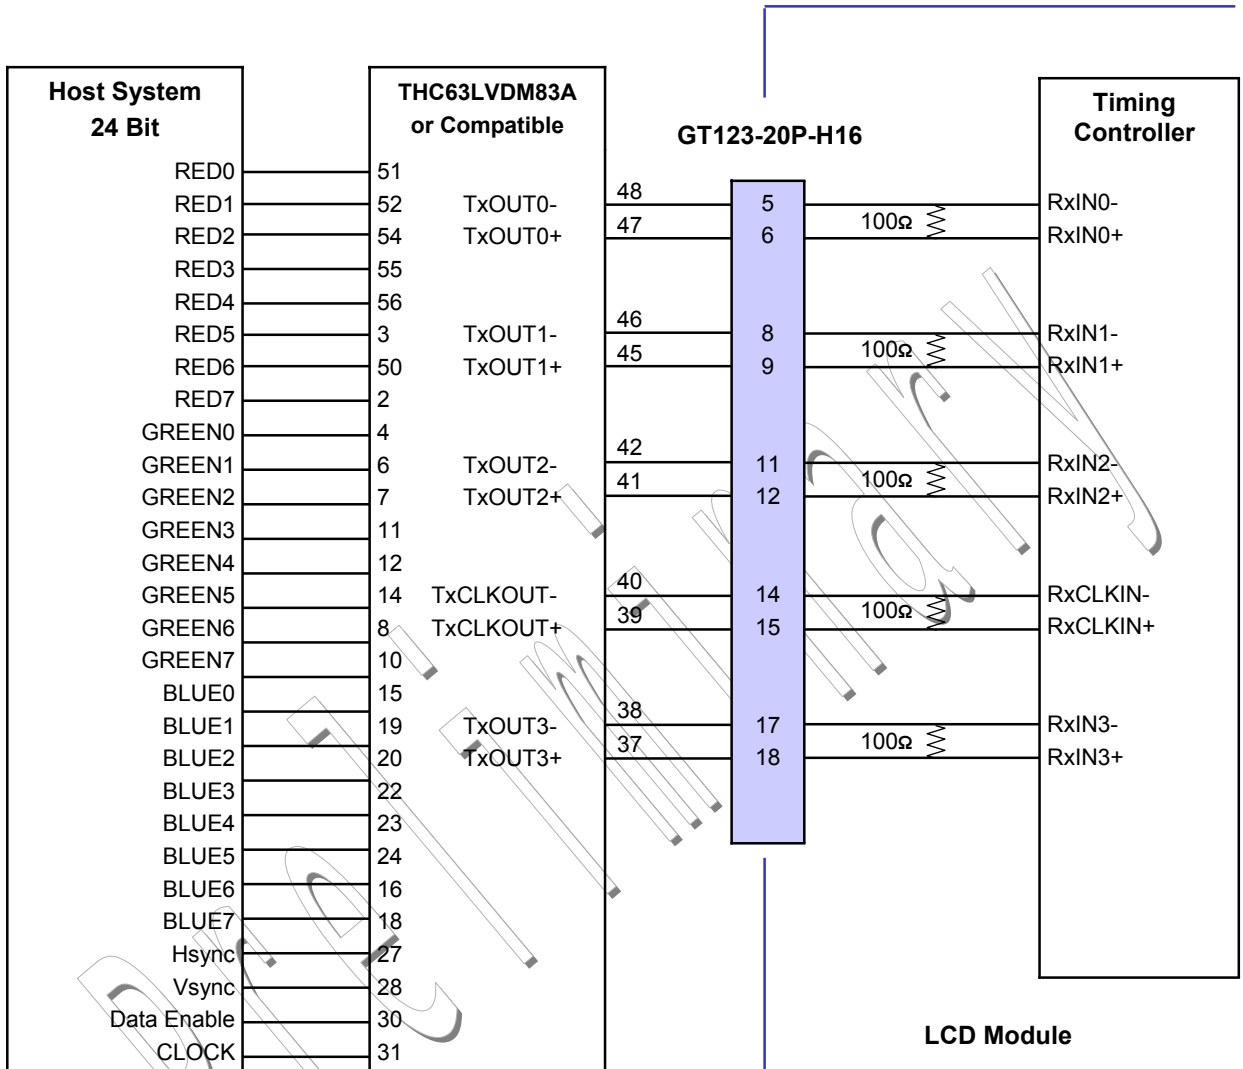 Host System
24 Bit
THC63LVDM83A
or Compatible
GT123-20P-H16
Timing
Controller
RED0 51
RED1 52 TxOUT0- 48 5 RxIN0-
100Ω
RED2 54 TxOUT0+ 47 6 RxIN0+
RED3 55
RED4 56
RED5 3 TxOUT1- 46 8 RxIN1-
100Ω
RED6 50 TxOUT1+ 45 9 RxIN1+
RED7 2
GREEN0 4
GREEN1 6 TxOUT2- 42 11 RxIN2-
100Ω
GREEN2 7 TxOUT2+ 41 12 RxIN2+
GREEN3 11
GREEN4 12
GREEN5 14 TxCLKOUT- 40 14 RxCLKIN-
100Ω
GREEN6 8 TxCLKOUT+ 39 15 RxCLKIN+
GREEN7 10
BLUE0 15
BLUE1 19 TxOUT3- 38 17 RxIN3-
100Ω
BLUE2 20 TxOUT3+ 37 18 RxIN3+
BLUE3 22
BLUE4 23
BLUE5 24
BLUE6 16
BLUE7 18
Hsync 27
Vsync 28
Data Enable 30
CLOCK 31
LCD Module